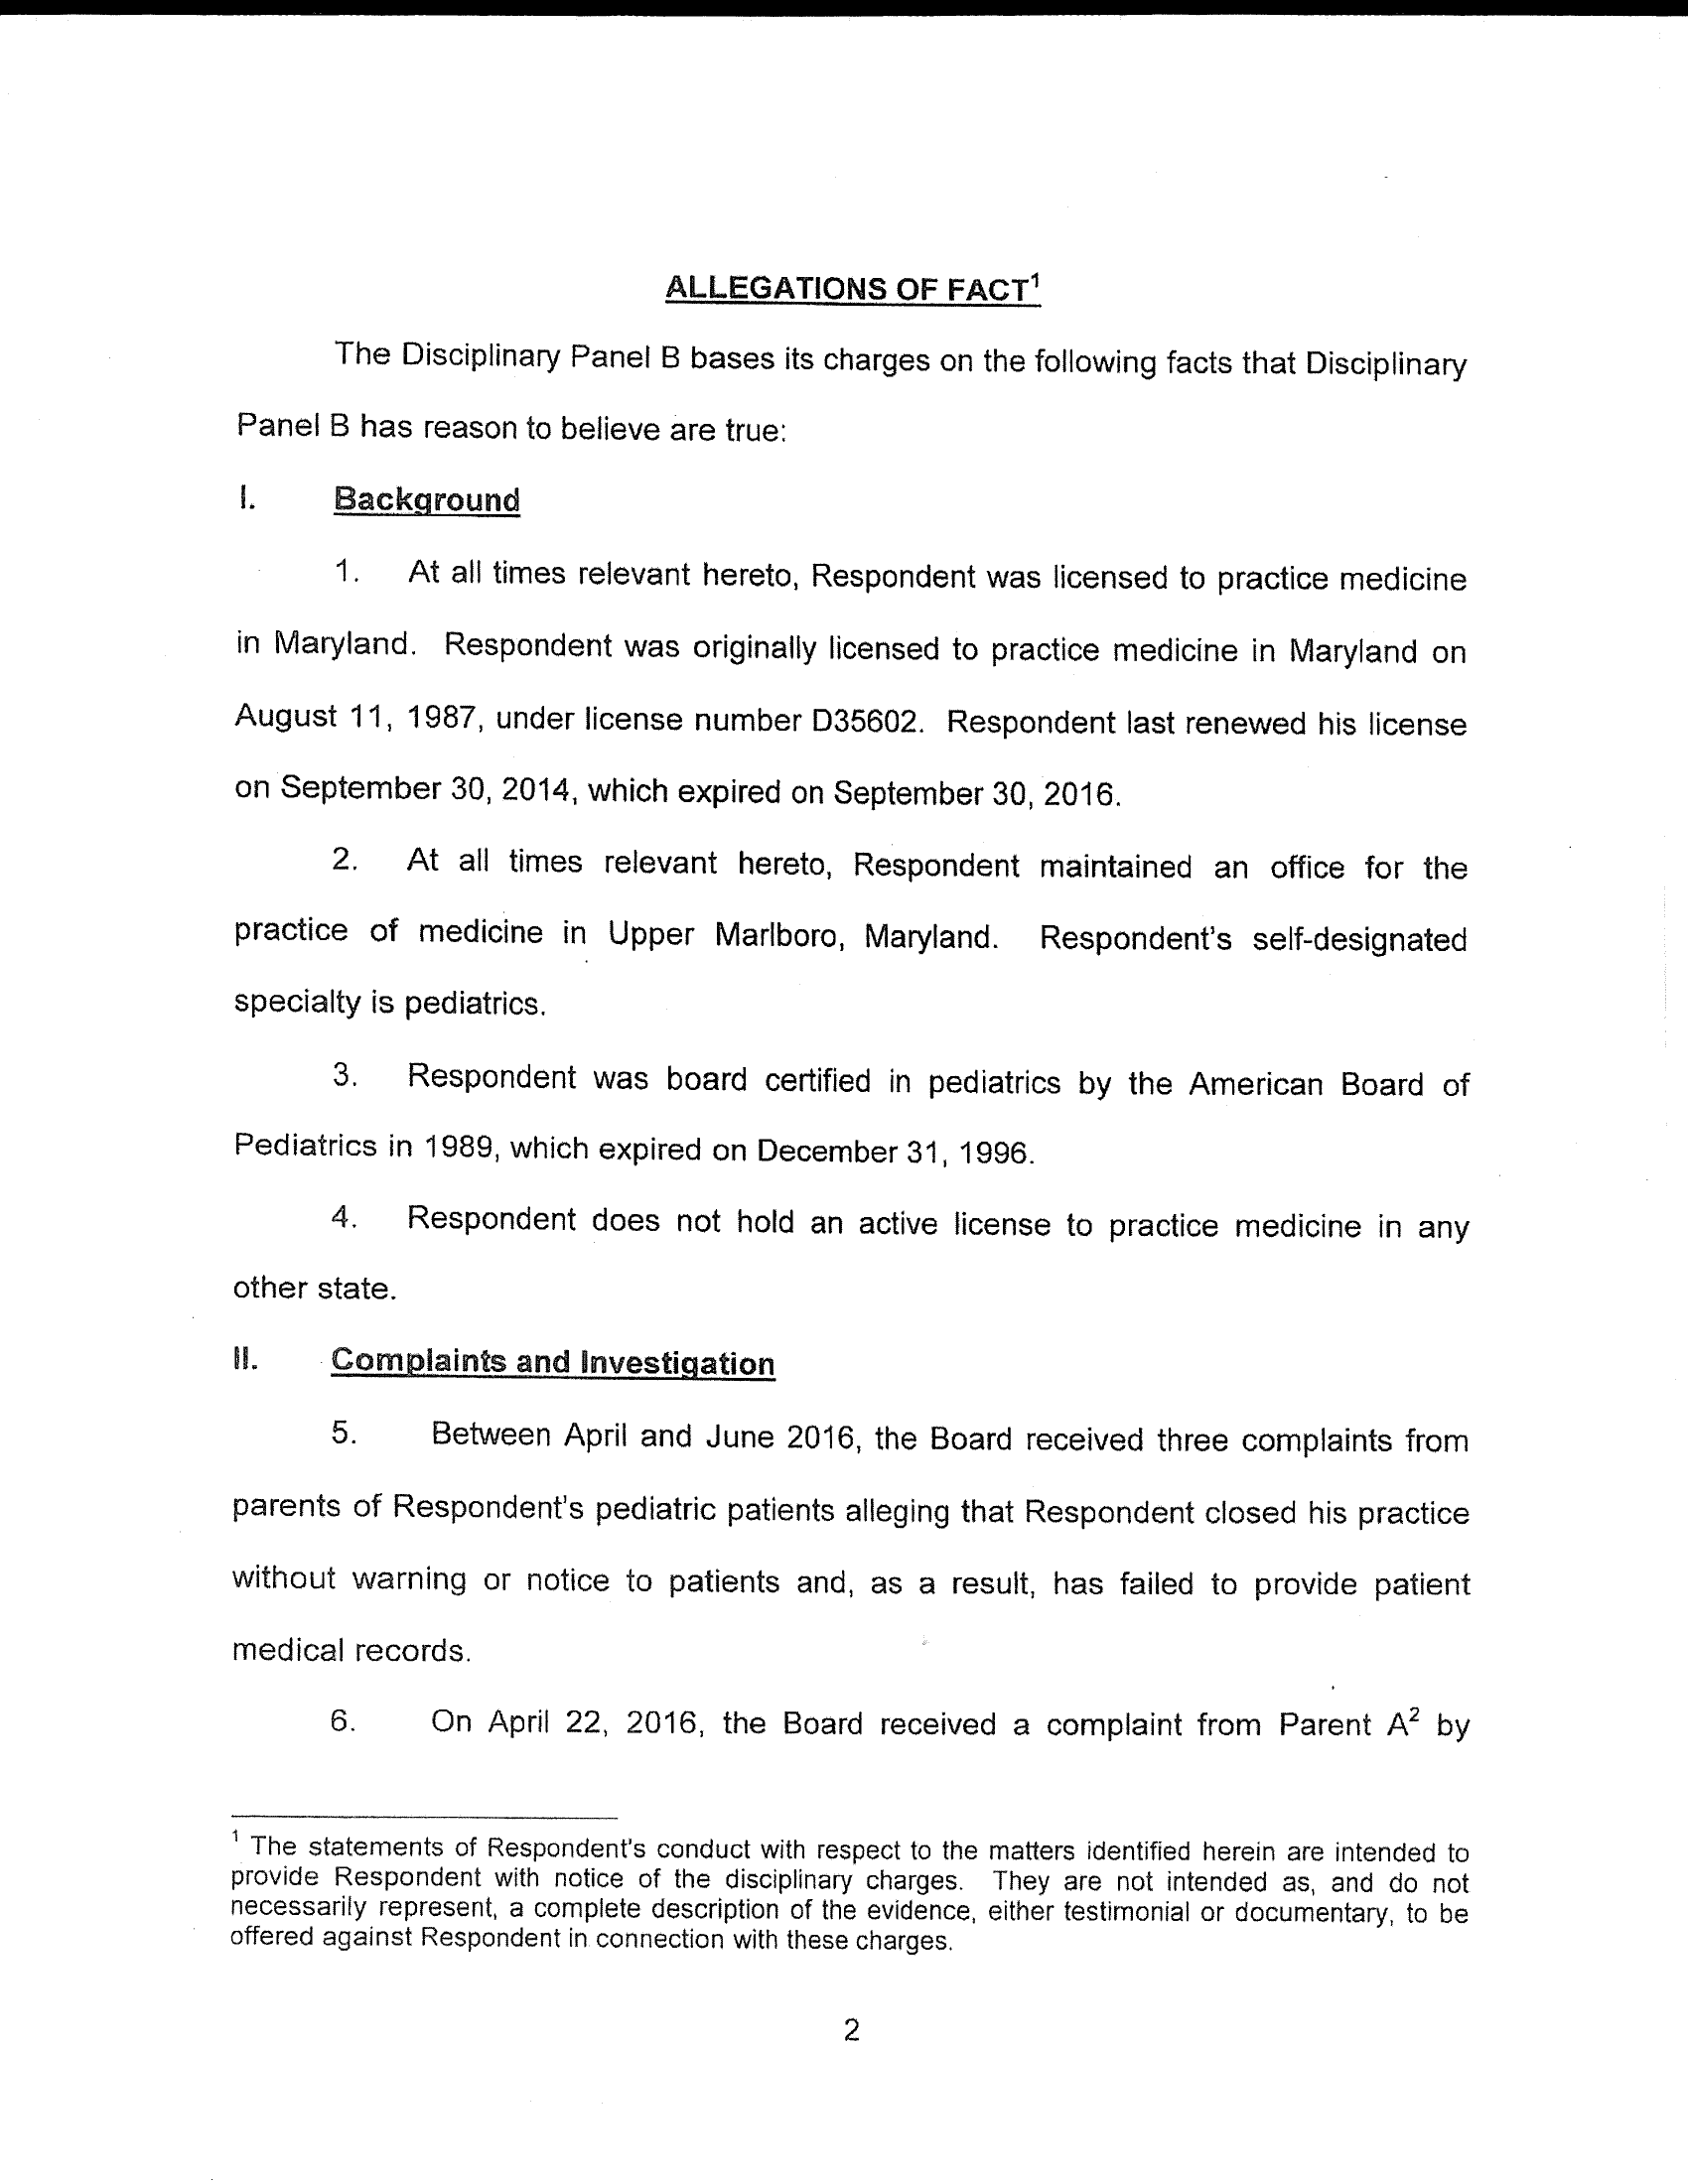 ALLEGATIONS OF FACT¹
The Disciplinary Panel B bases its charges on the following facts that Disciplinary
Panel B has reason to believe are true:
I. Background
1. At all times relevant hereto, Respondent was licensed to practice medicine
in Maryland. Respondent was originally licensed to practice medicine in Maryland on
August 11, 1987, under license number D35602. Respondent last renewed his license
on September 30, 2014, which expired on September 30, 2016.
2. At all times relevant hereto, Respondent maintained an office for the
practice of medicine in Upper Marlboro, Maryland. Respondent's self-designated
specialty is pediatrics.
3. Respondent was board certified in pediatrics by the American Board of
Pediatrics in 1989, which expired on December 31, 1996.
4. Respondent does not hold an active license to practice medicine in any
other state.
II. Complaints and Investigation
5. Between April and June 2016, the Board received three complaints from
parents of Respondent's pediatric patients alleging that Respondent closed his practice
without warning or notice to patients and, as a result, has failed to provide patient
medical records.
6. On April 22, 2016, the Board received a complaint from Parent A² by
¹ The statements of Respondent's conduct with respect to the matters identified herein are intended to
provide Respondent with notice of the disciplinary charges. They are not intended as, and do not
necessarily represent, a complete description of the evidence, either testimonial or documentary, to be
offered against Respondent in connection with these charges.
2